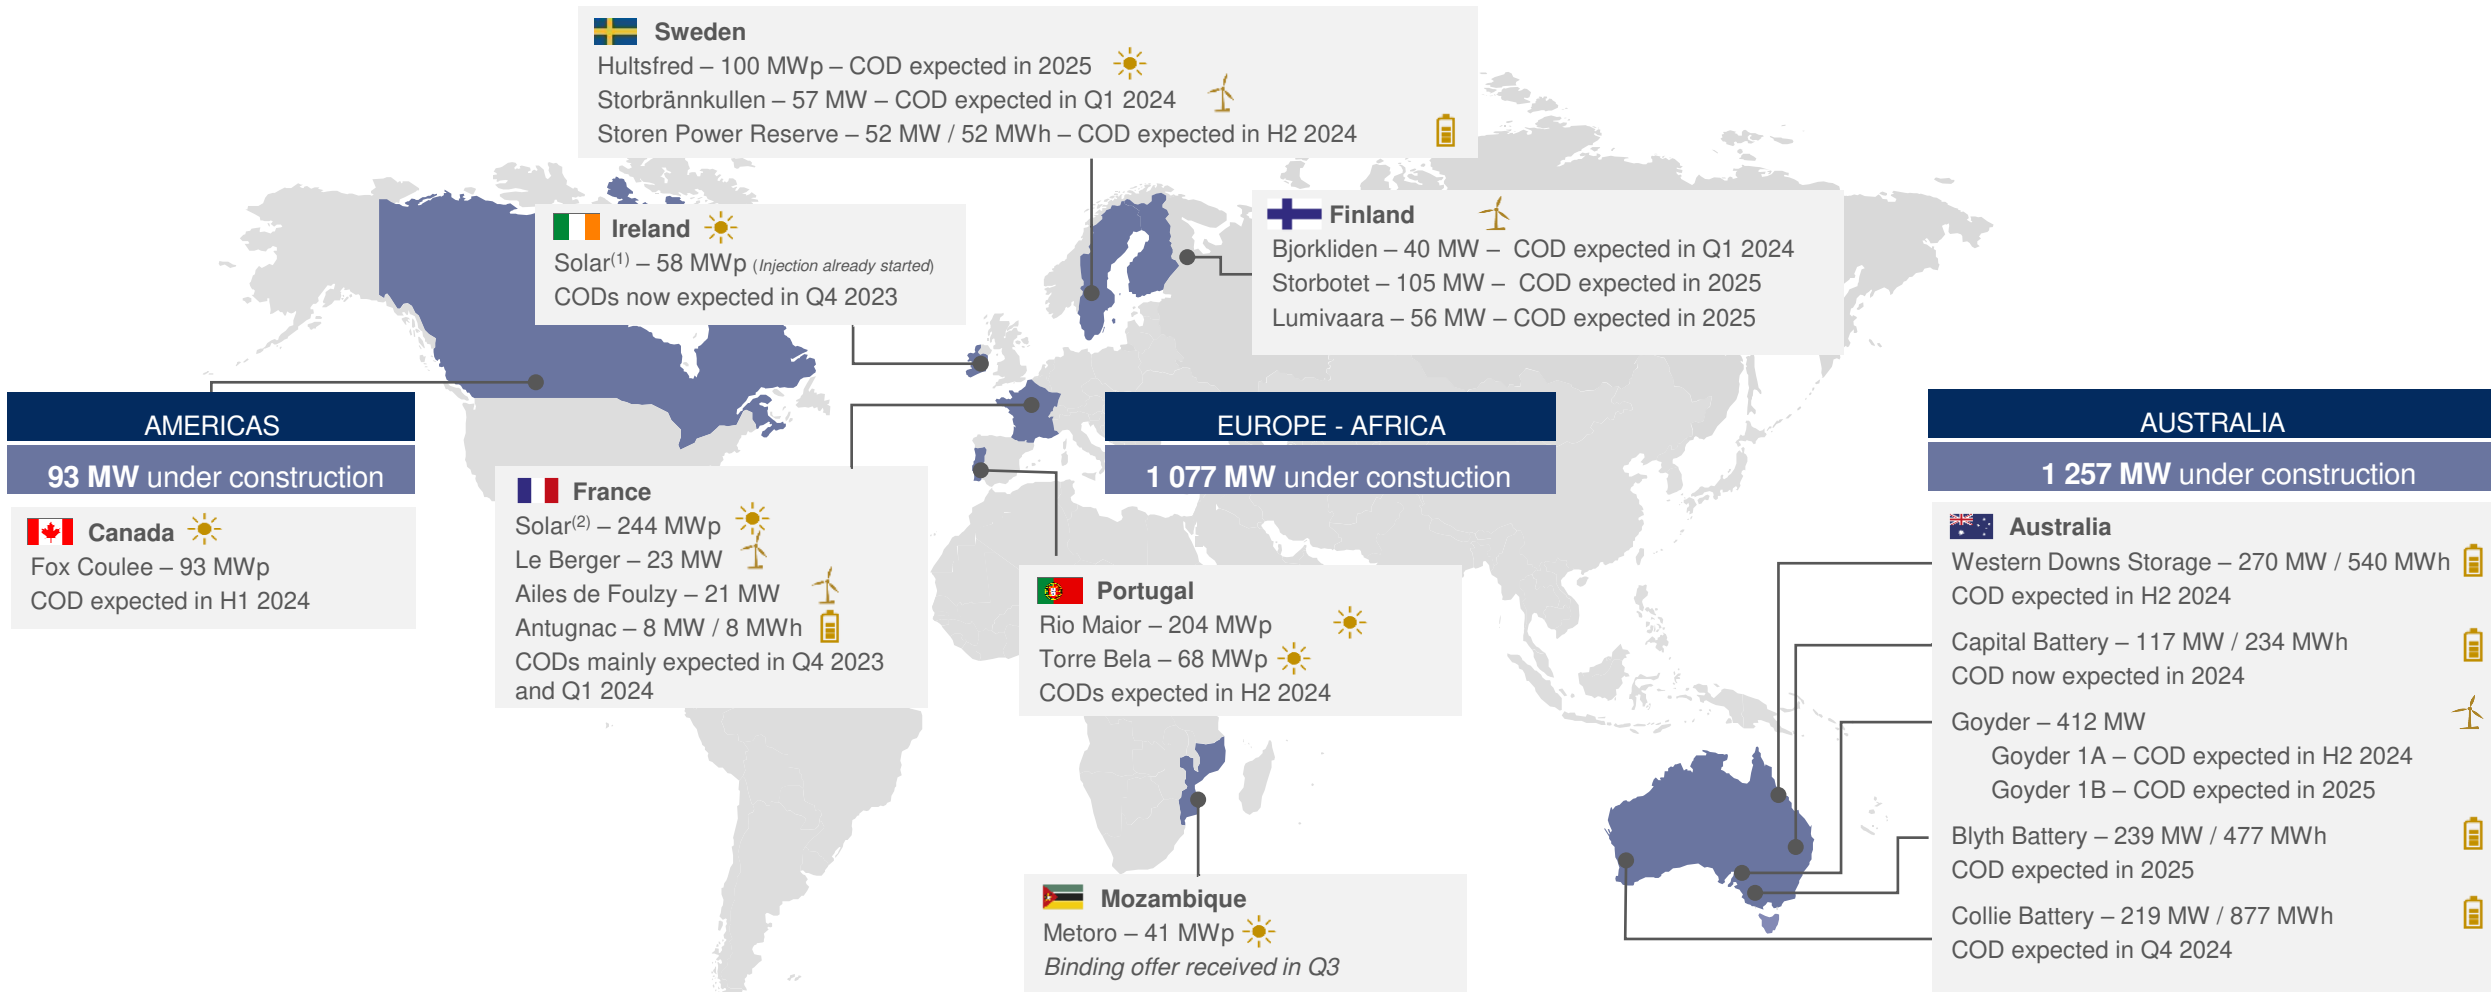 Sweden
Hultsfred – 100 MWp – COD expected in 2025
Storbrännkullen – 57 MW – COD expected in Q1 2024
Storen Power Reserve – 52 MW / 52 MWh – COD expected in H2 2024
Ireland
Solar(1) – 58 MWp (Injection already started)
CODs now expected in Q4 2023
Finland
Bjorkliden – 40 MW – COD expected in Q1 2024
Storbotet – 105 MW – COD expected in 2025
Lumivaara – 56 MW – COD expected in 2025
AMERICAS
93 MW under construction
Canada
Fox Coulee – 93 MWp
COD expected in H1 2024
EUROPE - AFRICA
1 077 MW under constuction
France
Solar(2) – 244 MWp
Le Berger – 23 MW
Ailes de Foulzy – 21 MW
Antugnac – 8 MW / 8 MWh
CODs mainly expected in Q4 2023
and Q1 2024
Portugal
Rio Maior – 204 MWp
Torre Bela – 68 MWp
CODs expected in H2 2024
Mozambique
Metoro – 41 MWp
Binding offer received in Q3
AUSTRALIA
1 257 MW under construction
Australia
Western Downs Storage – 270 MW / 540 MWh
COD expected in H2 2024
Capital Battery – 117 MW / 234 MWh
COD now expected in 2024
Goyder – 412 MW
Goyder 1A – COD expected in H2 2024
Goyder 1B – COD expected in 2025
Blyth Battery – 239 MW / 477 MWh
COD expected in 2025
Collie Battery – 219 MW / 877 MWh
COD expected in Q4 2024